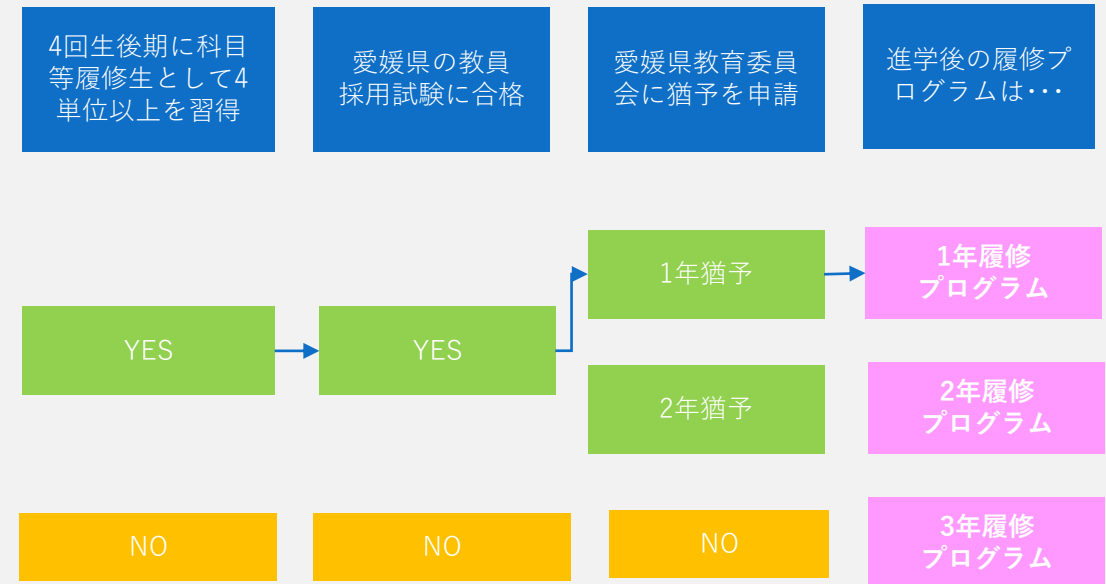 4回生後期に科目
等履修生として4
単位以上を習得
愛媛県の教員
採用試験に合格
愛媛県教育委員
会に猶予を申請
進学後の履修プ
ログラムは･･･
1年猶予
1年履修
プログラム
YES
YES
2年猶予
2年履修
プログラム
NO
NO
NO
3年履修
プログラム